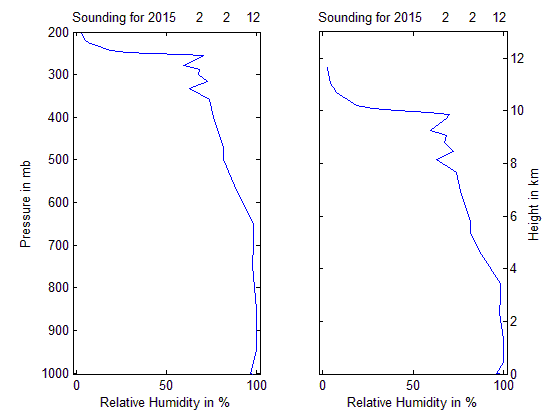 Sounding for 2015 2 2 12
200
300
400
500
600
700
800
900
1000
Pressure in mb
0 50 100
Relative Humidity in %
Sounding for 2015 2 2 12
12
10
8
6
4
2
0
Height in km
0 50 100
Relative Humidity in %